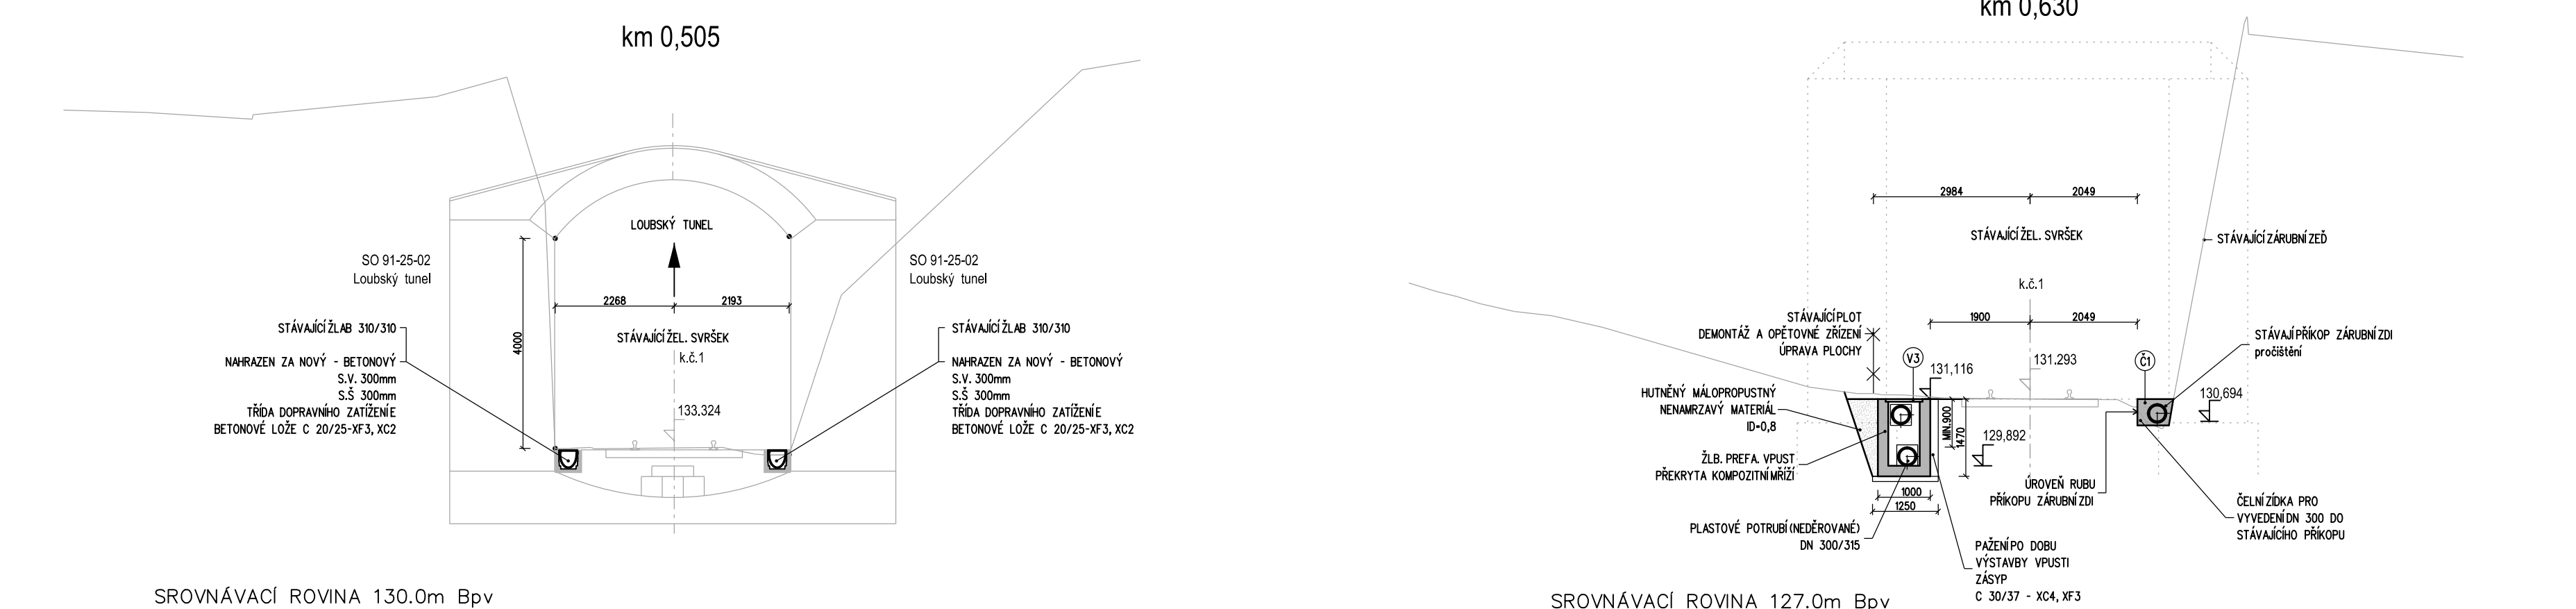 km 0,505
LOUBSKÝ TUNEL
SO 91-25-02
Loubský tunel
SO 91-25-02
Loubský tunel
2268
2193
4000
STÁVAJÍCÍ ŽEL. SVRŠEK
k.č.1
133.324
STÁVAJÍCÍ ŽLAB 310/310
NAHRAZEN ZA NOVÝ - BETONOVÝ
S.V. 300mm
S.Š 300mm
TŘÍDA DOPRAVNÍHO ZATÍŽENÍ E
BETONOVÉ LOŽE C 20/25-XF3, XC2
STÁVAJÍCÍ ŽLAB 310/310
NAHRAZEN ZA NOVÝ - BETONOVÝ
S.V. 300mm
S.Š 300mm
TŘÍDA DOPRAVNÍHO ZATÍŽENÍ E
BETONOVÉ LOŽE C 20/25-XF3, XC2
SROVNÁVACÍ ROVINA 130.0m Bpv
km 0,630
2984
2049
STÁVAJÍCÍ ŽEL. SVRŠEK
STÁVAJÍCÍ ZÁRUBNÍ ZEĎ
k.č.1
1900
2049
STÁVAJÍCÍ PLOT
DEMONTÁŽ A OPĚTOVNÉ ZŘÍZENÍ
ÚPRAVA PLOCHY
V3
131,116
131.293
Č1
STÁVAJÍ PŘÍKOP ZÁRUBNÍ ZDI
pročištění
130,694
HUTNĚNÝ MÁLOPROPUSTNÝ
NENAMRZAVÝ MATERIÁL
ID=0,8
MIN.900
1470
129,892
ŽLB. PREFA. VPUST
PŘEKRYTA KOMPOZITNÍ MŘÍŽÍ
1000
1250
ÚROVEŇ RUBU
PŘÍKOPU ZÁRUBNÍ ZDI
ČELNÍ ZÍDKA PRO
VYVEDENÍ DN 300 DO
STÁVAJÍCÍHO PŘÍKOPU
PLASTOVÉ POTRUBÍ (NEDĚROVANÉ)
DN 300/315
PAŽENÍ PO DOBU
VÝSTAVBY VPUSTI
ZÁSYP
C 30/37 - XC4, XF3
SROVNÁVACÍ ROVINA 127.0m Bpv